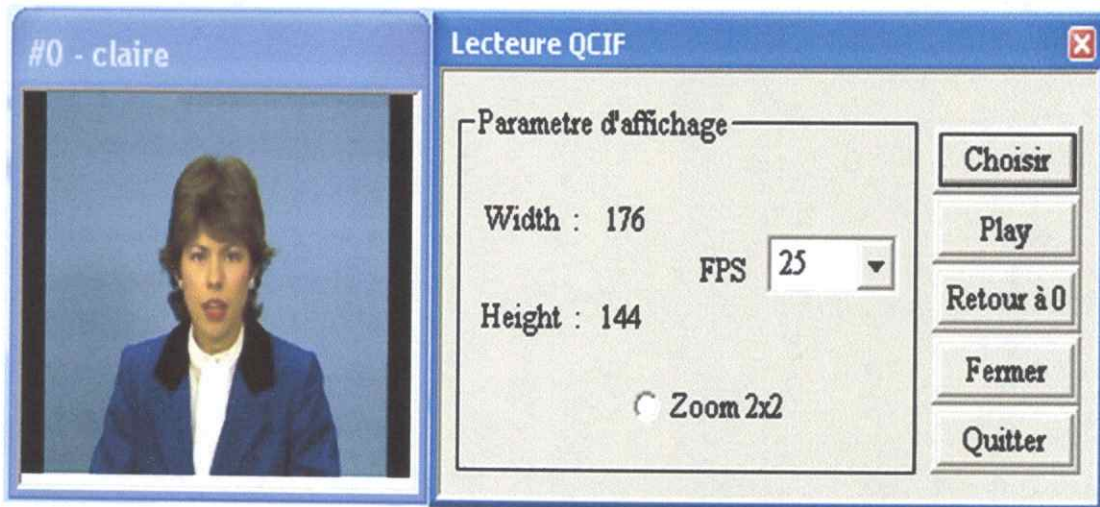 #0 - claire
Lecteure QCIF
Parametre d'affichage
Width : 176
FPS 25
Height : 144
Zoom 2x2
Choisir
Play
Retour à 0
Fermer
Quitter